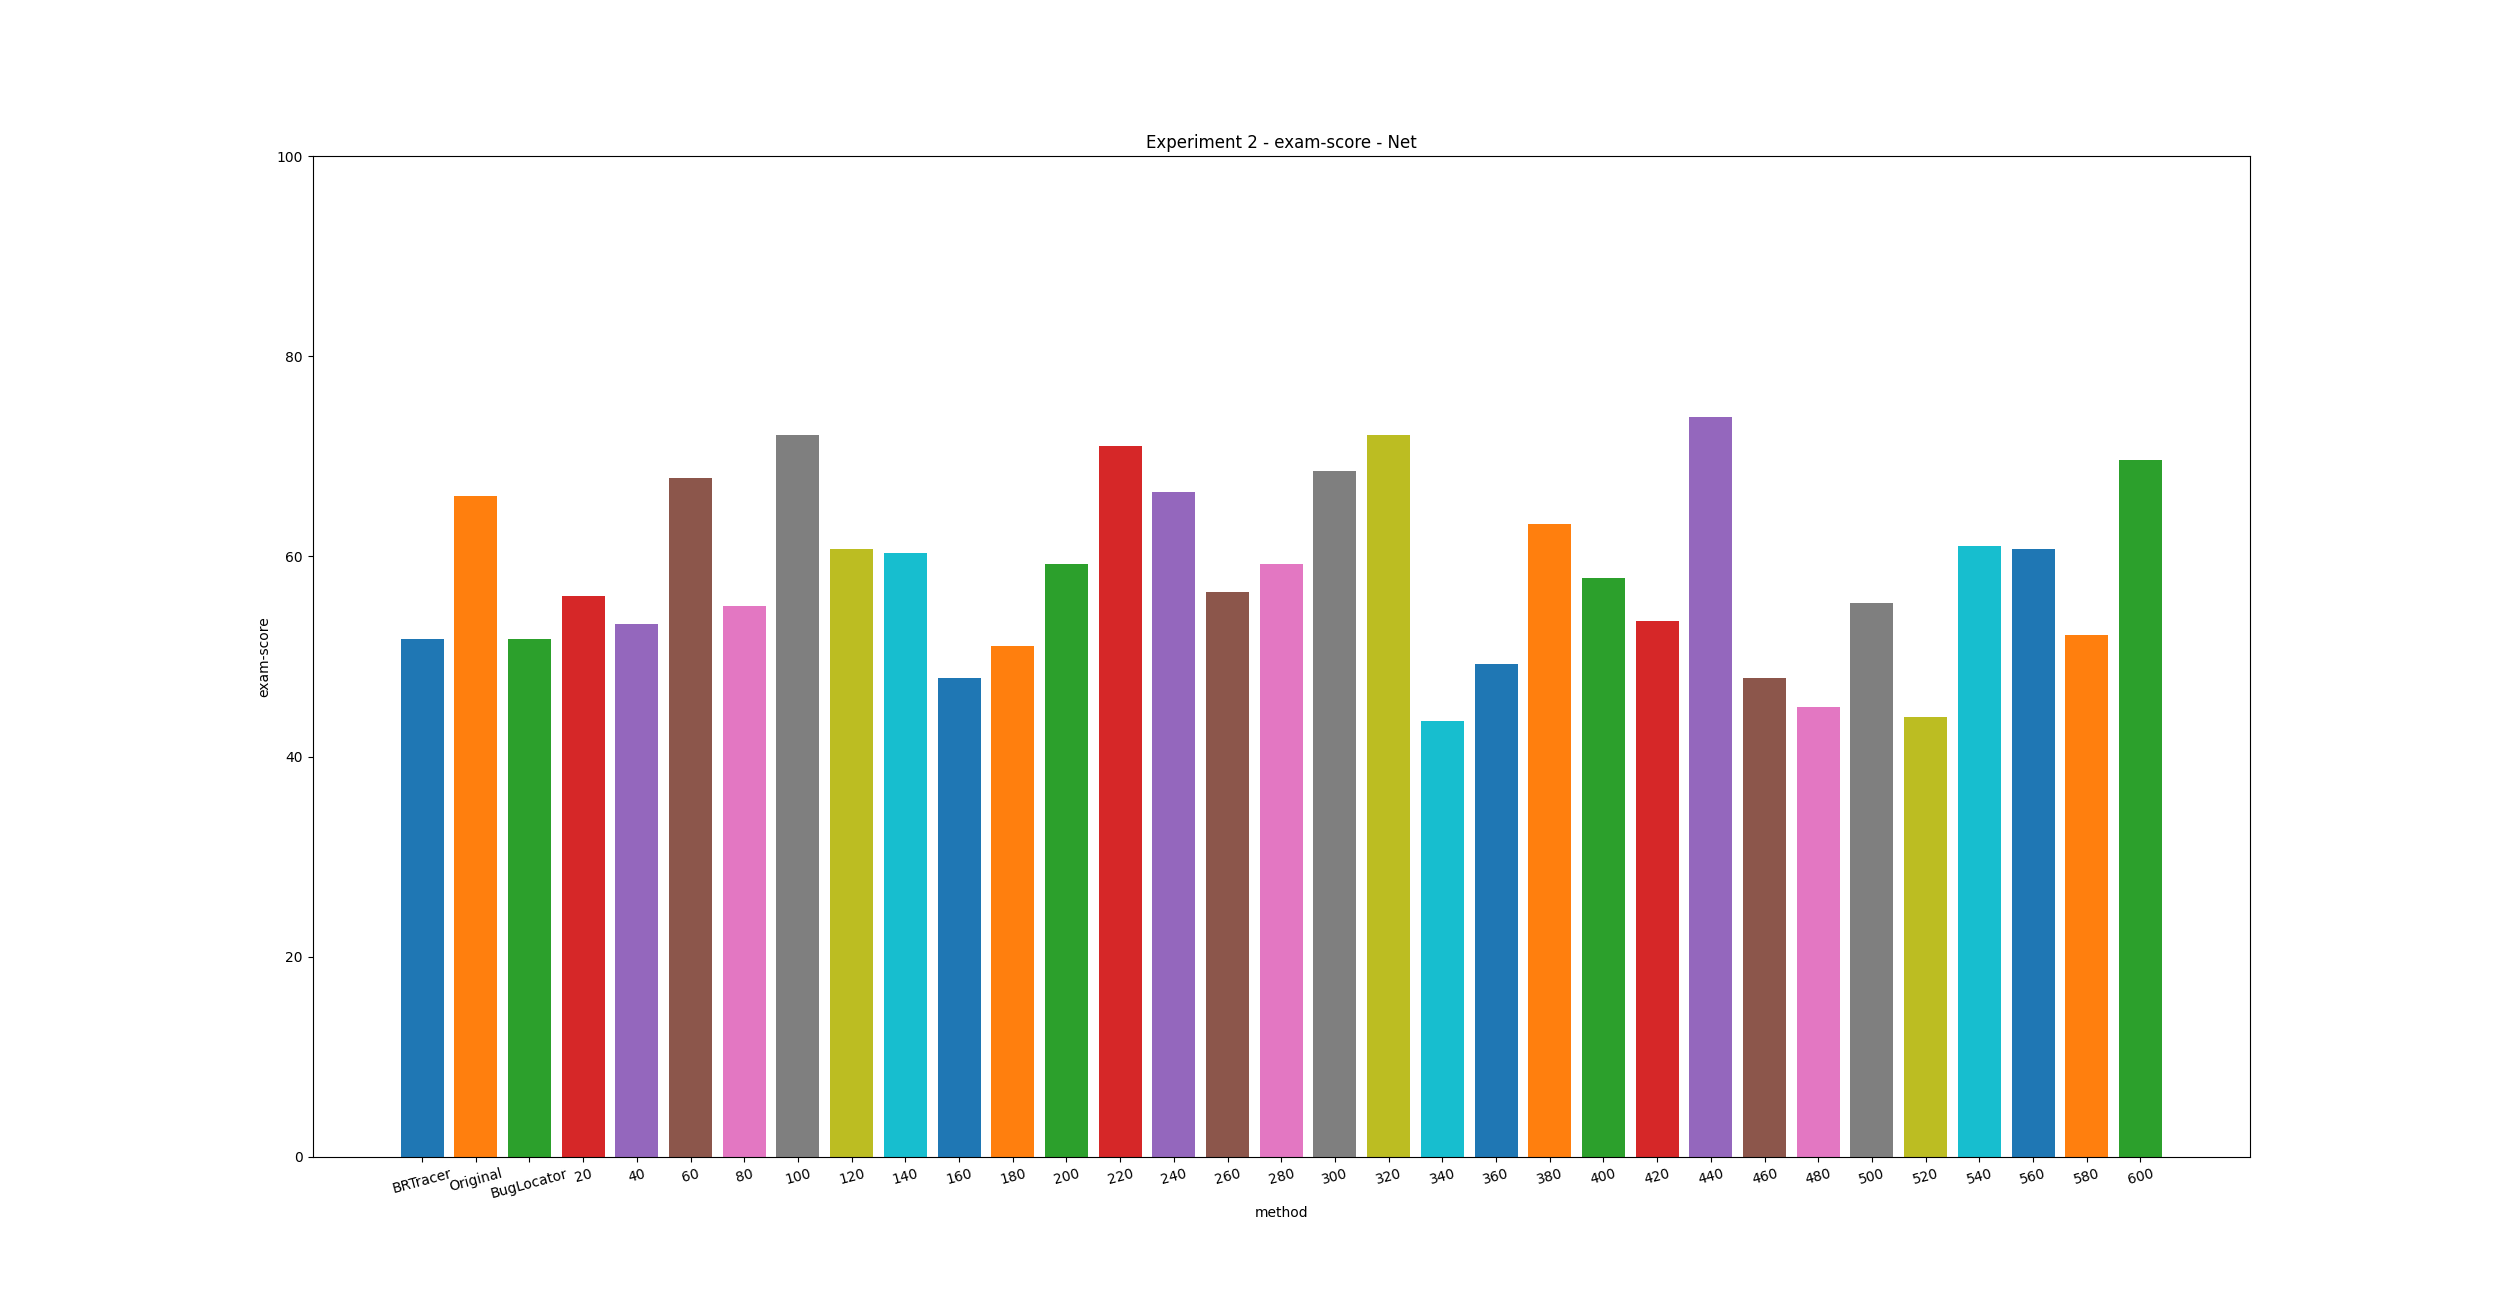 Experiment 2 - exam-score - Net
100
80
60
40
20
0
exam-score
BRTracer Original BugLocator 20 40 60 80 100 120 140 160 180 200 220 240 260 280 300 320 340 360 380 400 420 440 460 480 500 520 540 560 580 600
method